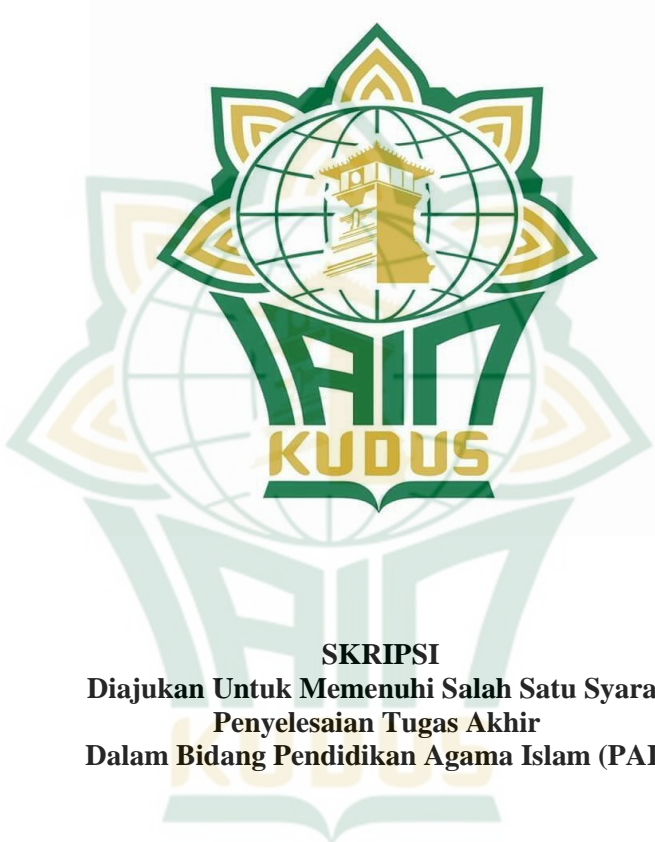 IAIN
KUDUS
SKRIPSI
Diajukan Untuk Memenuhi Salah Satu Syara
Penyelesaian Tugas Akhir
Dalam Bidang Pendidikan Agama Islam (PAI